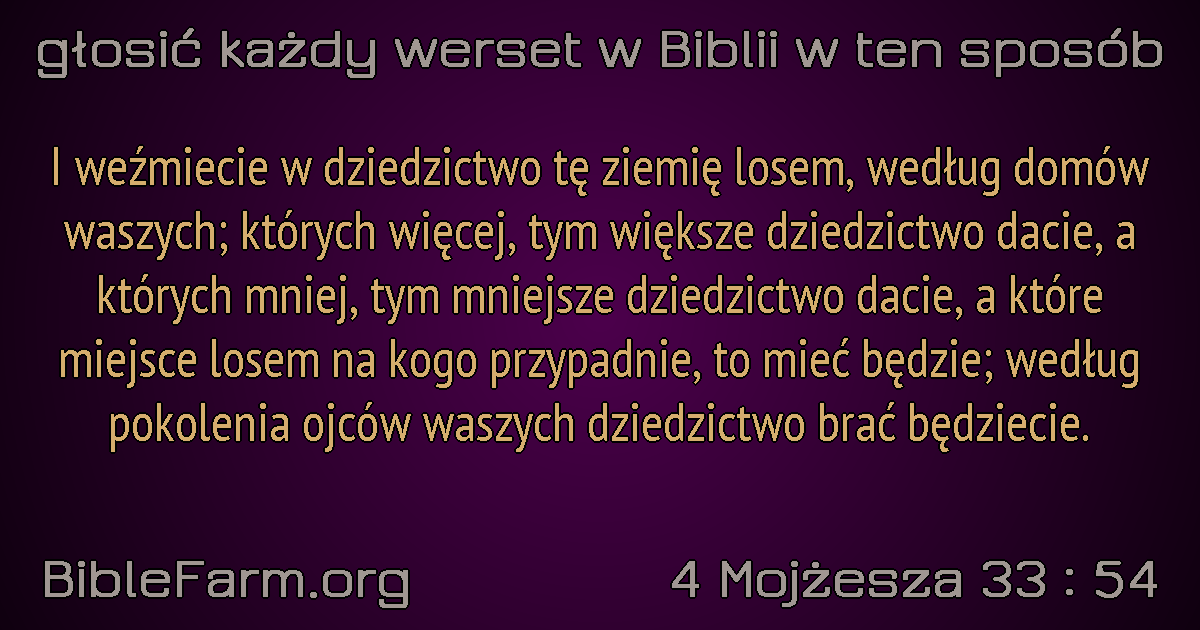 głosić każdy werset w Biblii w ten sposób
I weźmiecie w dziedzictwo tę ziemię losem, według domów
waszych; których więcej, tym większe dziedzictwo dacie, a
których mniej, tym mniejsze dziedzictwo dacie, a które
miejsce losem na kogo przypadnie, to mieć będzie; według
pokolenia ojców waszych dziedzictwo brać będziecie.
BibleFarm.org
4 Mojżesza 33 : 54